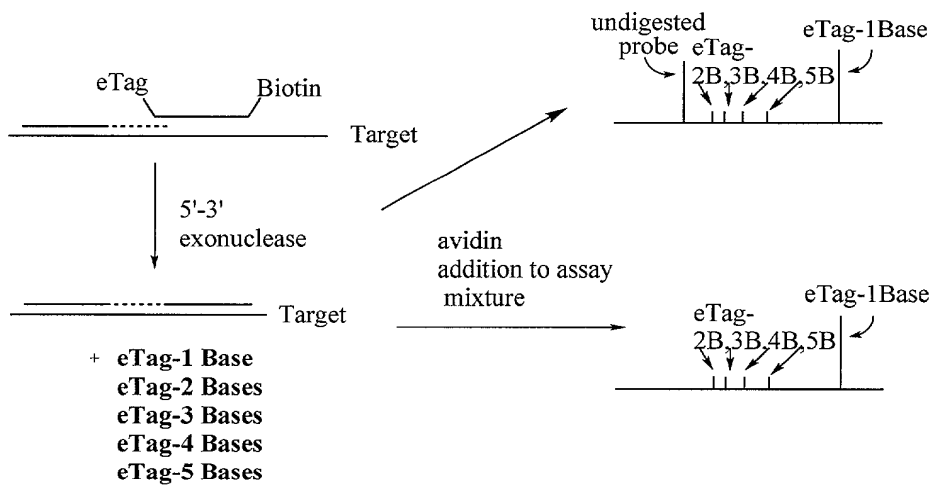 eTag
Biotin
Target
5'-3'
exonuclease
Target
+ eTag-1 Base
eTag-2 Bases
eTag-3 Bases
eTag-4 Bases
eTag-5 Bases
undigested
probe
eTag-
2B,3B,4B,5B
eTag-1Base
avidin
addition to assay
mixture
eTag-
2B,3B,4B,5B
eTag-1Base